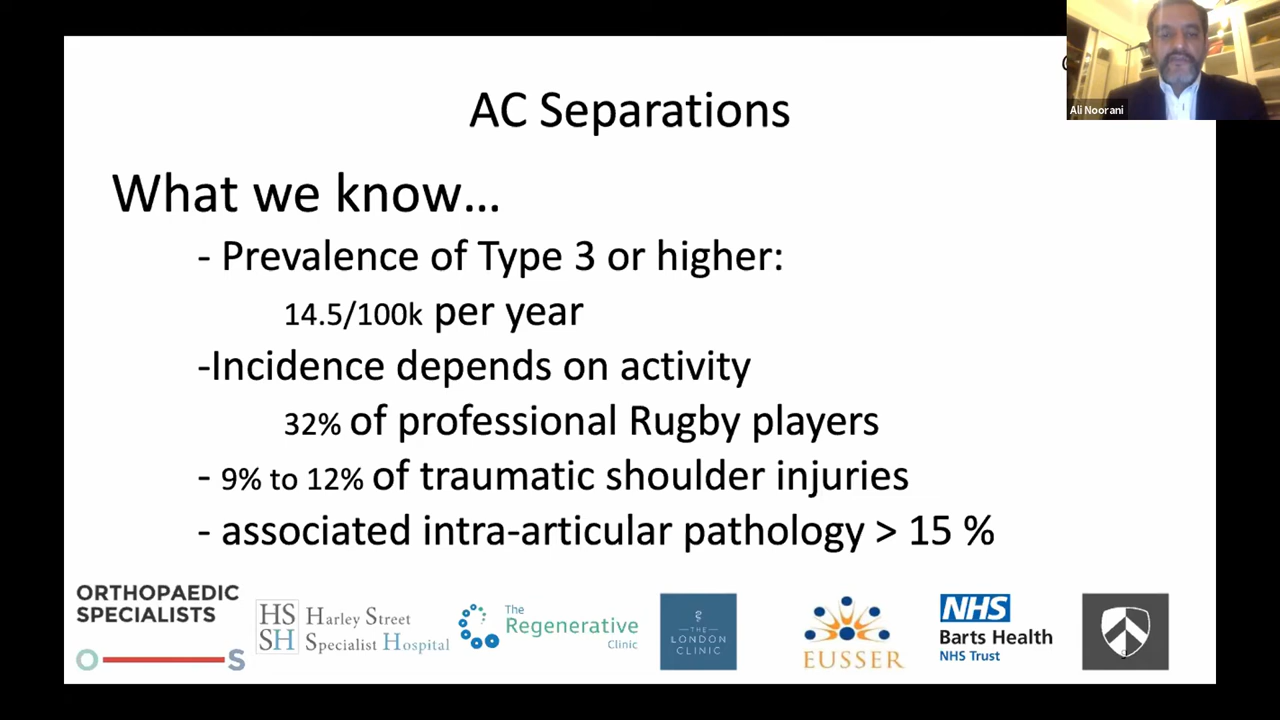 AC Separations
Ali Noorani
What we know...
- Prevalence of Type 3 or higher:
14.5/100k per year
-Incidence depends on activity
32% of professional Rugby players
- 9% to 12% of traumatic shoulder injuries
- associated intra-articular pathology > 15 %
ORTHOPAEDIC
SPECIALISTS
O S
HS
SH
Harley Street
Specialist Hospital
The
Regenerative
Clinic
THE
LONDON
CLINIC
EUSSER
NHS
Barts Health
NHS Trust